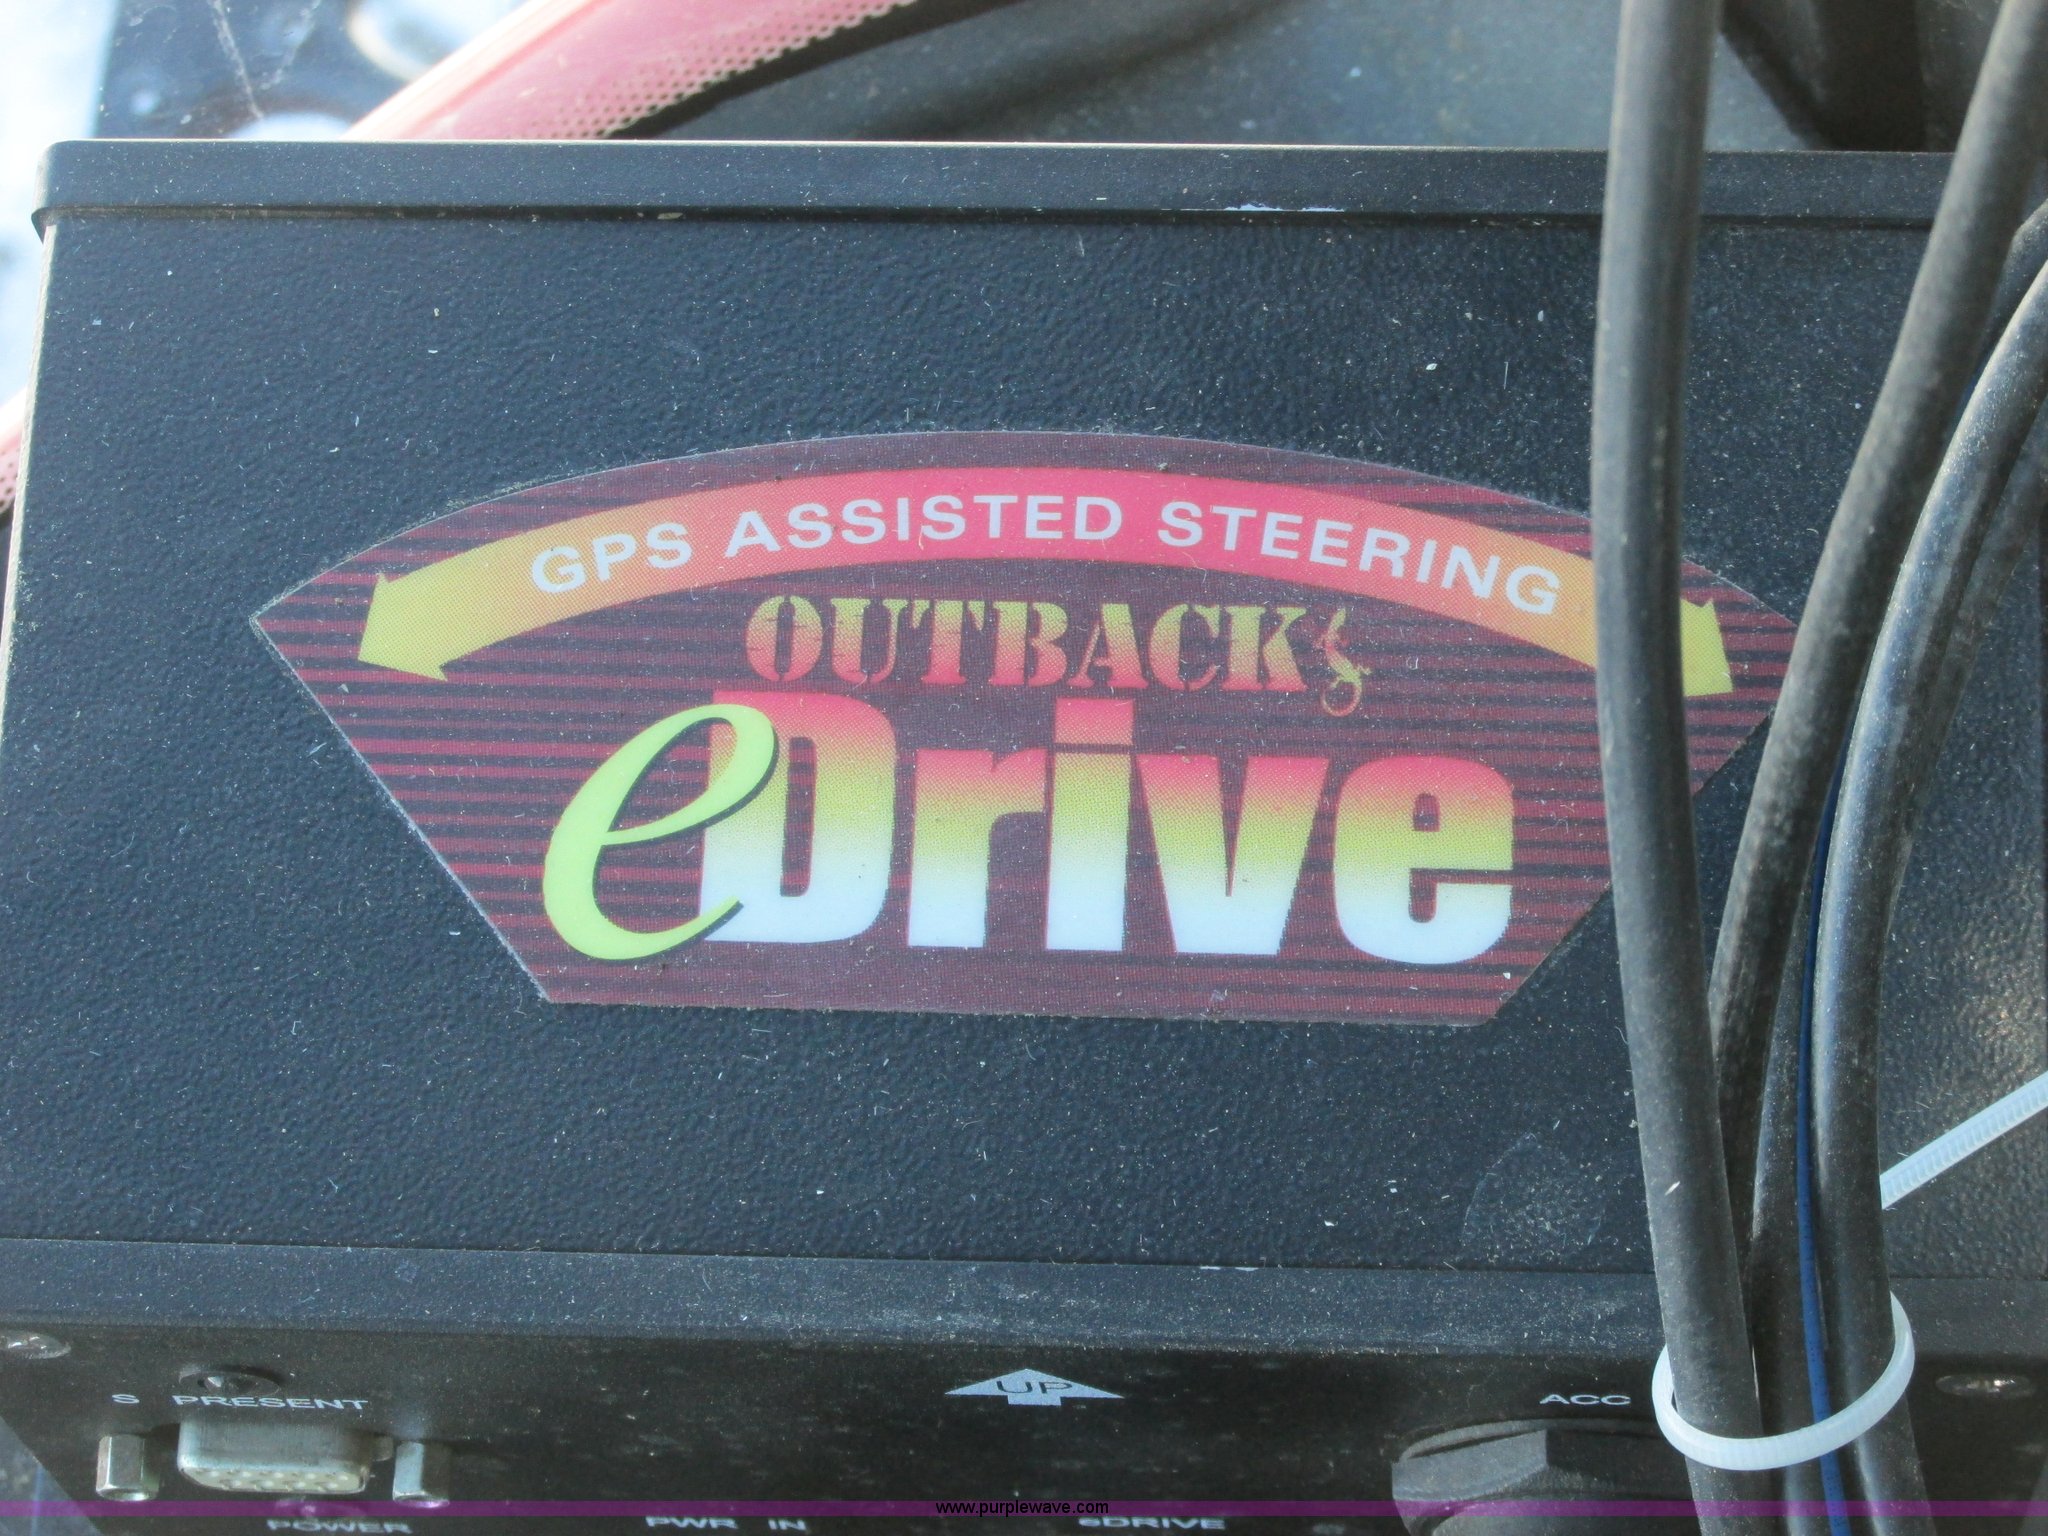 GPS ASSISTED STEERING
OUTBACK
eDrive
UP
S PRESENT
ACC
www.purplewave.com
POWER
PWR IN
eDRIVE